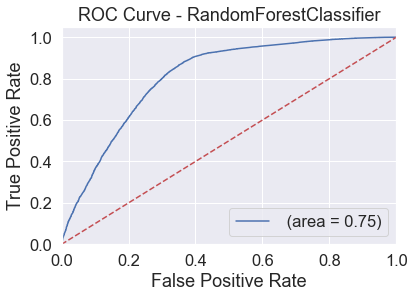 ROC Curve - RandomForestClassifier
True Positive Rate
1.0
0.8
0.6
0.4
0.2
0.0
(area = 0.75)
0.0 0.2 0.4 0.6 0.8 1.0
False Positive Rate